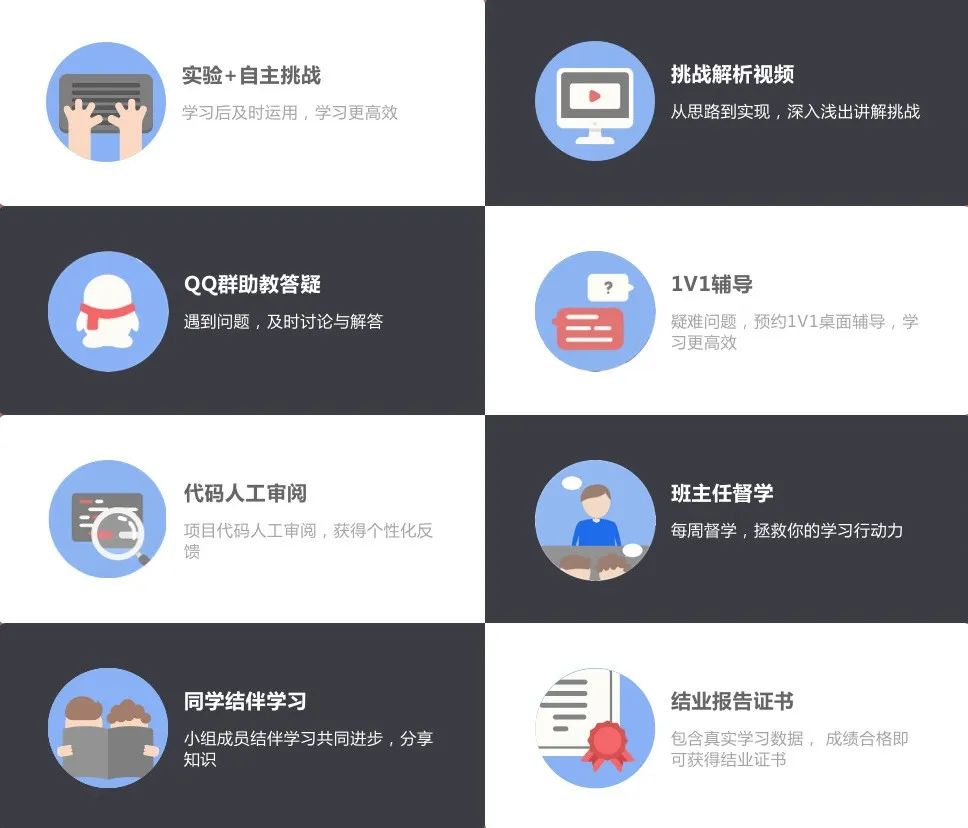 实验+自主挑战
学习后及时运用，学习更高效
挑战解析视频
从思路到实现，深入浅出讲解挑战
QQ群助教答疑
遇到问题，及时讨论与解答
?
1V1辅导
疑难问题，预约1V1桌面辅导，学
习更高效
代码人工审阅
项目代码人工审阅，获得个性化反
馈
班主任督学
每周督学，拯救你的学习行动力
同学结伴学习
小组成员结伴学习共同进步，分享
知识
结业报告证书
包含真实学习数据， 成绩合格即
可获得结业证书